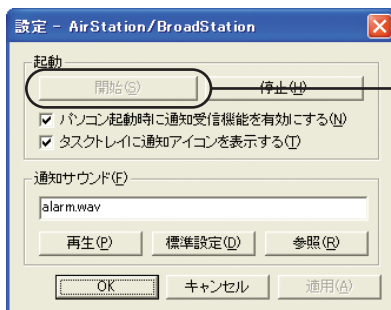 設定 - AirStation/BroadStation
起動
開始(S) 停止(H)
パソコン起動時に通知受信機能を有効にする(N)
タスクトレイに通知アイコンを表示する(T)
通知サウンド(F)
alarm.wav
再生(P) 標準設定(D) 参照(R)
OK キャンセル 適用(A)